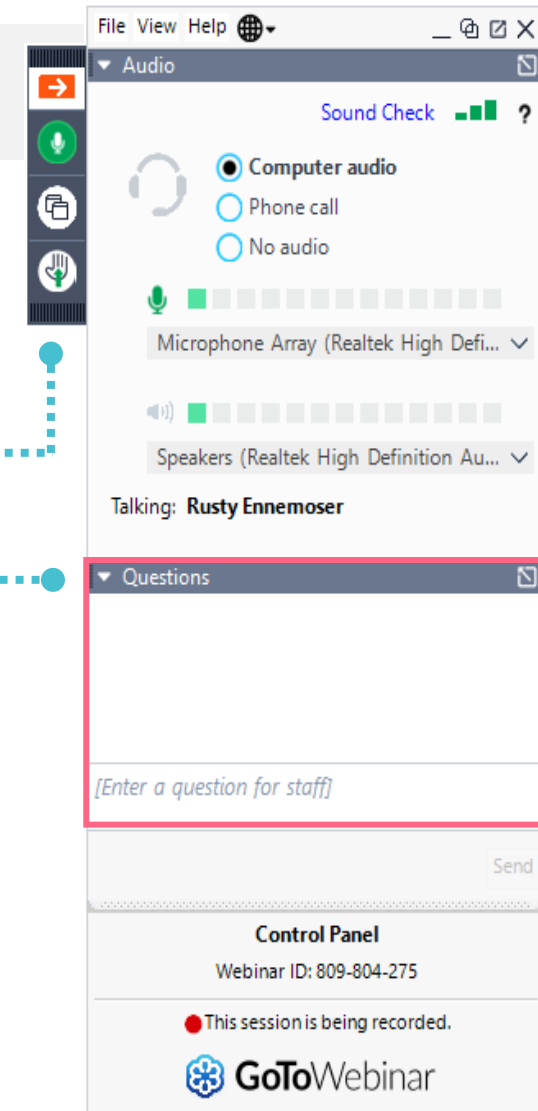 File View Help
Audio
Sound Check ?
Computer audio
Phone call
No audio
Microphone Array (Realtek High Defi...
Speakers (Realtek High Definition Au...
Talking: Rusty Ennemoser
Questions
[Enter a question for staff]
Send
Control Panel
Webinar ID: 809-804-275
This session is being recorded.
GoToWebinar